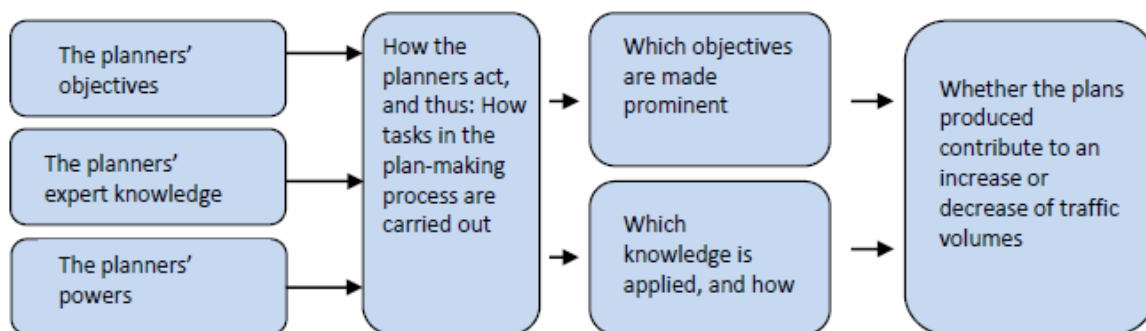 The planners’
objectives
The planners’
expert knowledge
The planners’
powers
How the
planners act,
and thus: How
tasks in the
plan-making
process are
carried out
Which objectives
are made
prominent
Which
knowledge is
applied, and how
Whether the plans
produced
contribute to an
increase or
decrease of traffic
volumes